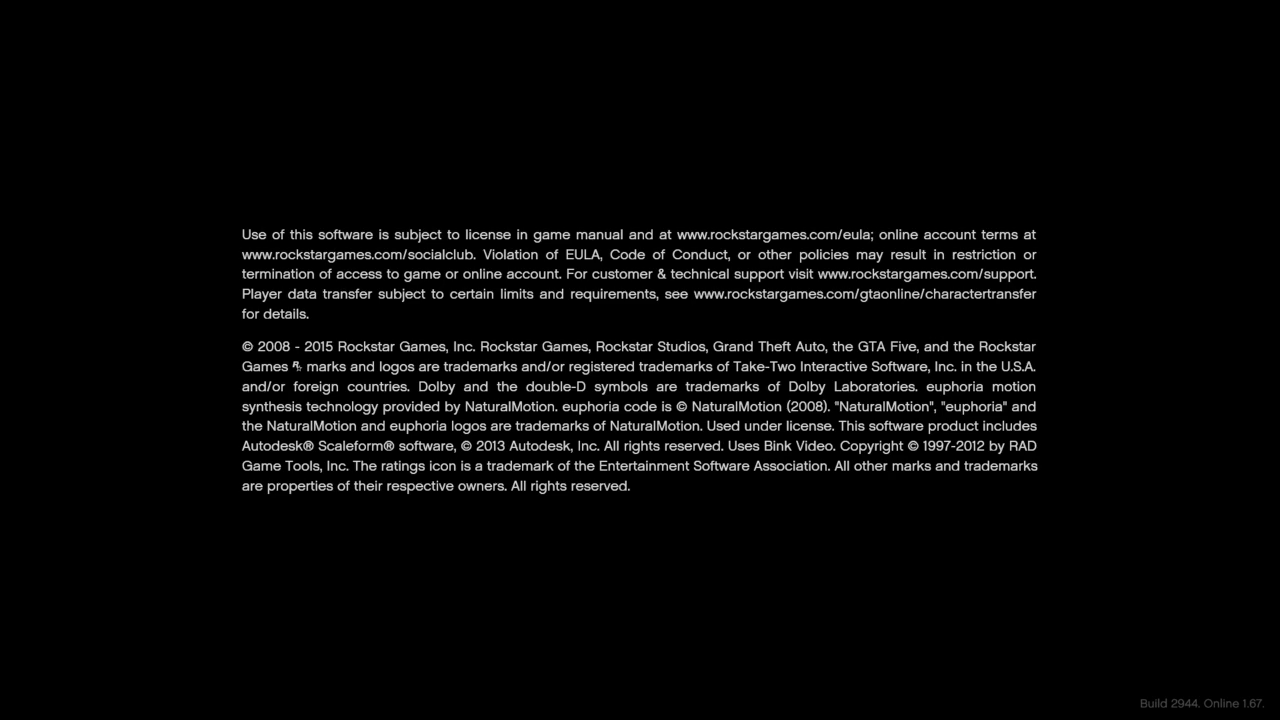 Use of this software is subject to license in game manual and at www.rockstargames.com/eula; online account terms at
www.rockstargames.com/socialclub. Violation of EULA, Code of Conduct, or other policies may result in restriction or
termination of access to game or online account. For customer & technical support visit www.rockstargames.com/support.
Player data transfer subject to certain limits and requirements, see www.rockstargames.com/gtaonline/charactertransfer
for details.
© 2008 - 2015 Rockstar Games, Inc. Rockstar Games, Rockstar Studios, Grand Theft Auto, the GTA Five, and the Rockstar
Games R* marks and logos are trademarks and/or registered trademarks of Take-Two Interactive Software, Inc. in the U.S.A.
and/or foreign countries. Dolby and the double-D symbols are trademarks of Dolby Laboratories. euphoria motion
synthesis technology provided by NaturalMotion. euphoria code is © NaturalMotion (2008). "NaturalMotion", "euphoria" and
the NaturalMotion and euphoria logos are trademarks of NaturalMotion. Used under license. This software product includes
Autodesk® Scaleform® software, © 2013 Autodesk, Inc. All rights reserved. Uses Bink Video. Copyright © 1997-2012 by RAD
Game Tools, Inc. The ratings icon is a trademark of the Entertainment Software Association. All other marks and trademarks
are properties of their respective owners. All rights reserved.
Build 2944. Online 1.67.